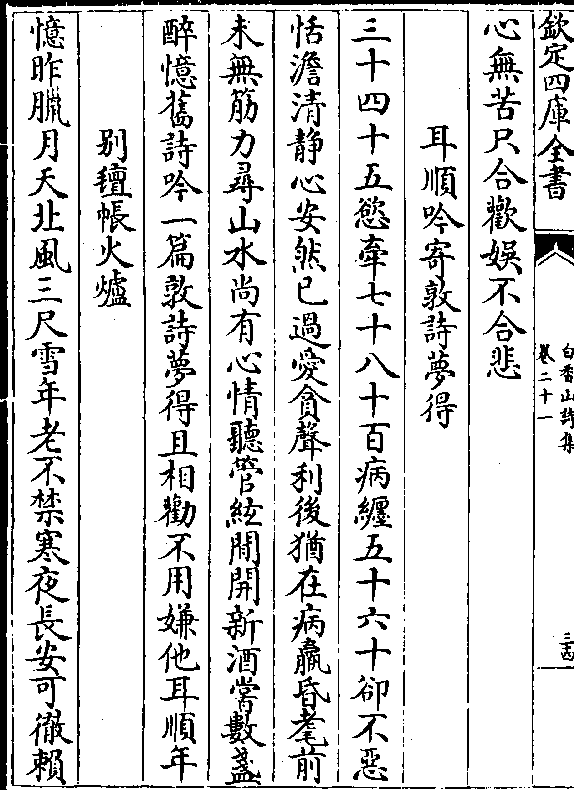 欽定四庫全書
白香山詩集
卷二十一
三十四
心無苦只合歡娛不合悲
耳順吟寄敦詩夢得
三十四十五慾牽七十八十百病纏五十六十卻不惡
恬澹清静心安然已過愛貪聲利後猶在病羸昏耄前
未無筋力尋山水尚有心情聽管絃閒開新酒嘗數盞
醉憶舊詩吟一篇敦詩夢得且相勸不用嫌他耳順年
别氊帳火爐
憶昨臘月天北風三尺雪年老不禁寒夜長安可徹賴